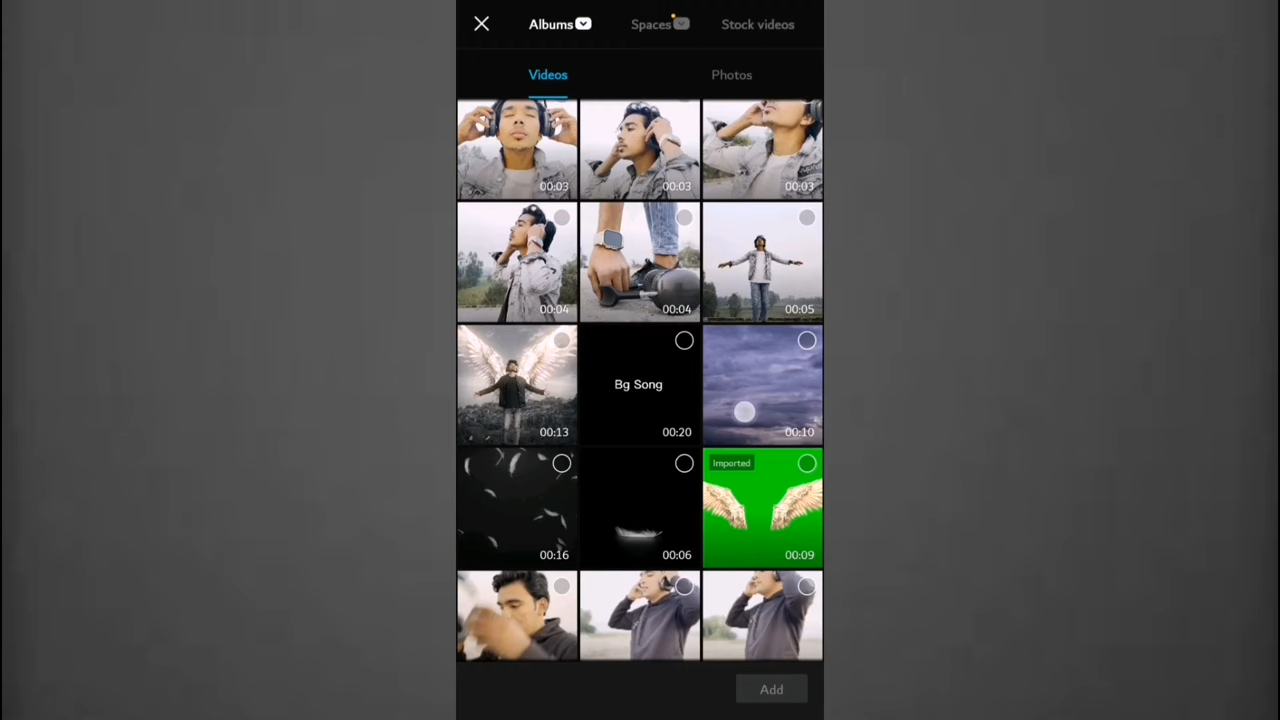 Albums Spaces Stock videos
Videos Photos
00:03 00:03 00:03
00:04 00:04 00:05
00:13 Bg Song 00:20 00:10
Imported
00:16 00:06 00:09
Add